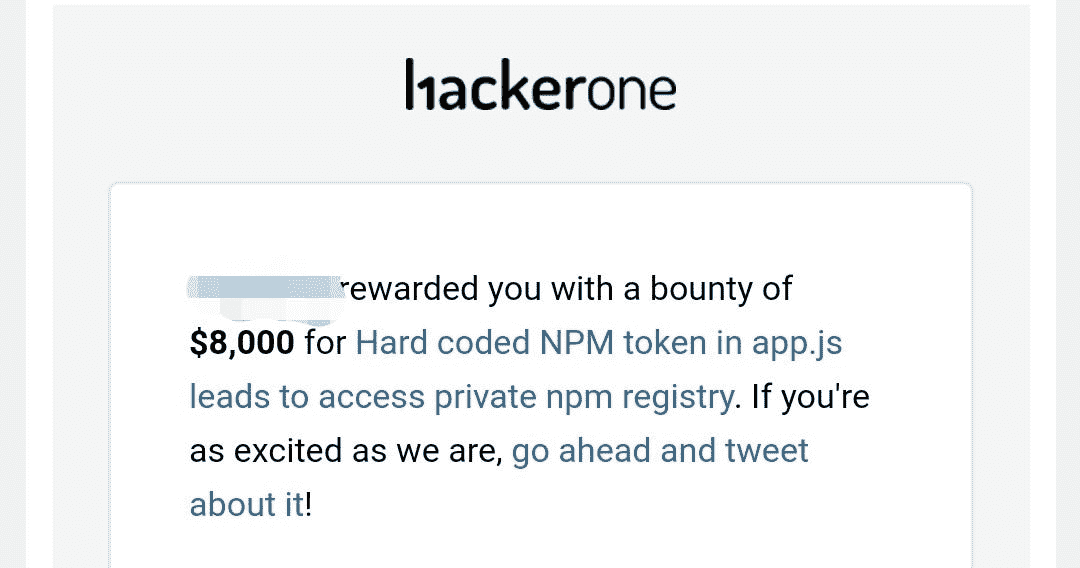 hackerone
rewarded you with a bounty of
$8,000 for Hard coded NPM token in app.js
leads to access private npm registry. If you're
as excited as we are, go ahead and tweet
about it!